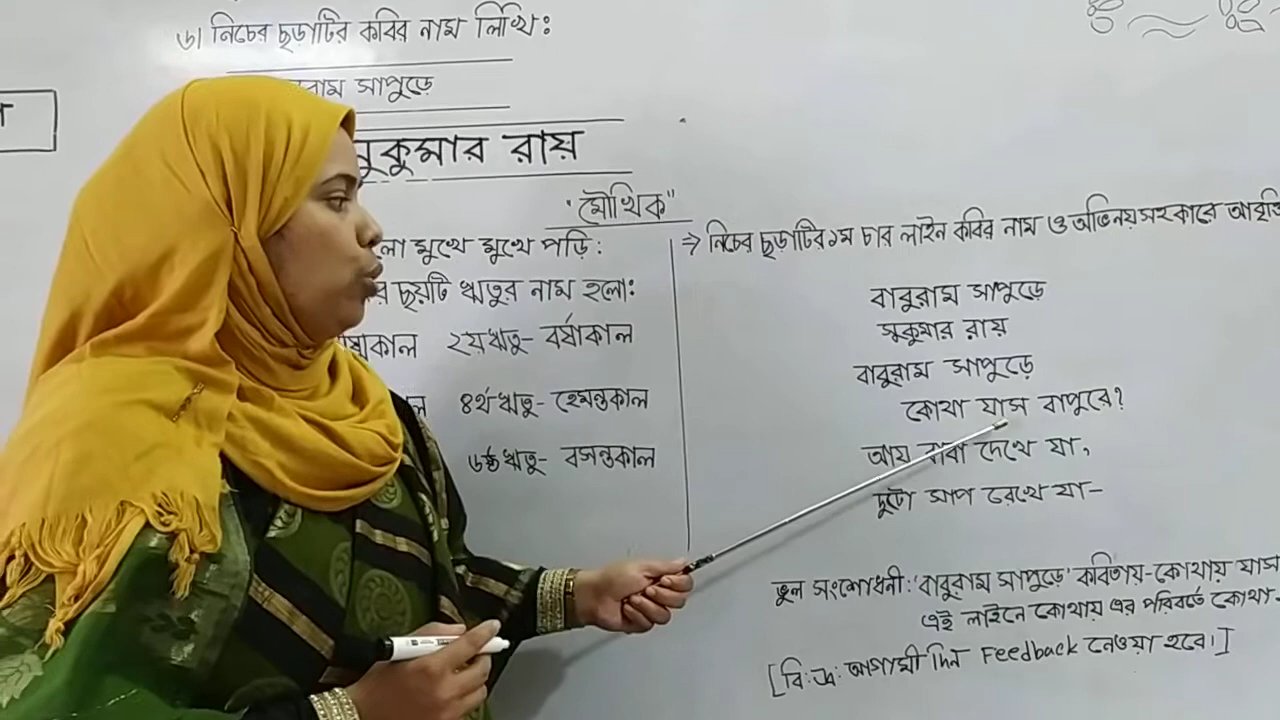 ৬। নিচের ছড়াটির কবির নাম লিখি:
সাপুড়ে
সুকুমার রায়
"মৌখিক"
মুখে মুখে পড়ি:
ছয়টি ঋতুর নাম হলো:
২য়ঋতু- বর্ষাকাল
৪র্থঋতু- হেমন্তকাল
৬ষ্ঠঋতু- বসন্তকাল
⇒ নিচের ছড়াটির ১ম চার লাইন কবির নাম ও অভিনয়সহকারে আবৃত্তি
বাবুরাম সাপুড়ে
সুকুমার রায়
বাবুরাম সাপুড়ে
কোথা যাস বাপুরে?
আয় বাবা দেখে যা,
দুটো সাপ রেখে যা-
ভুল সংশোধনী: 'বাবুরাম সাপুড়ে' কবিতায়-কোথায় যাস
এই লাইনে কোথায় এর পরিবর্তে কোথা-
[বি:দ্র: আগামী দিন Feedback নেওয়া হবে।]